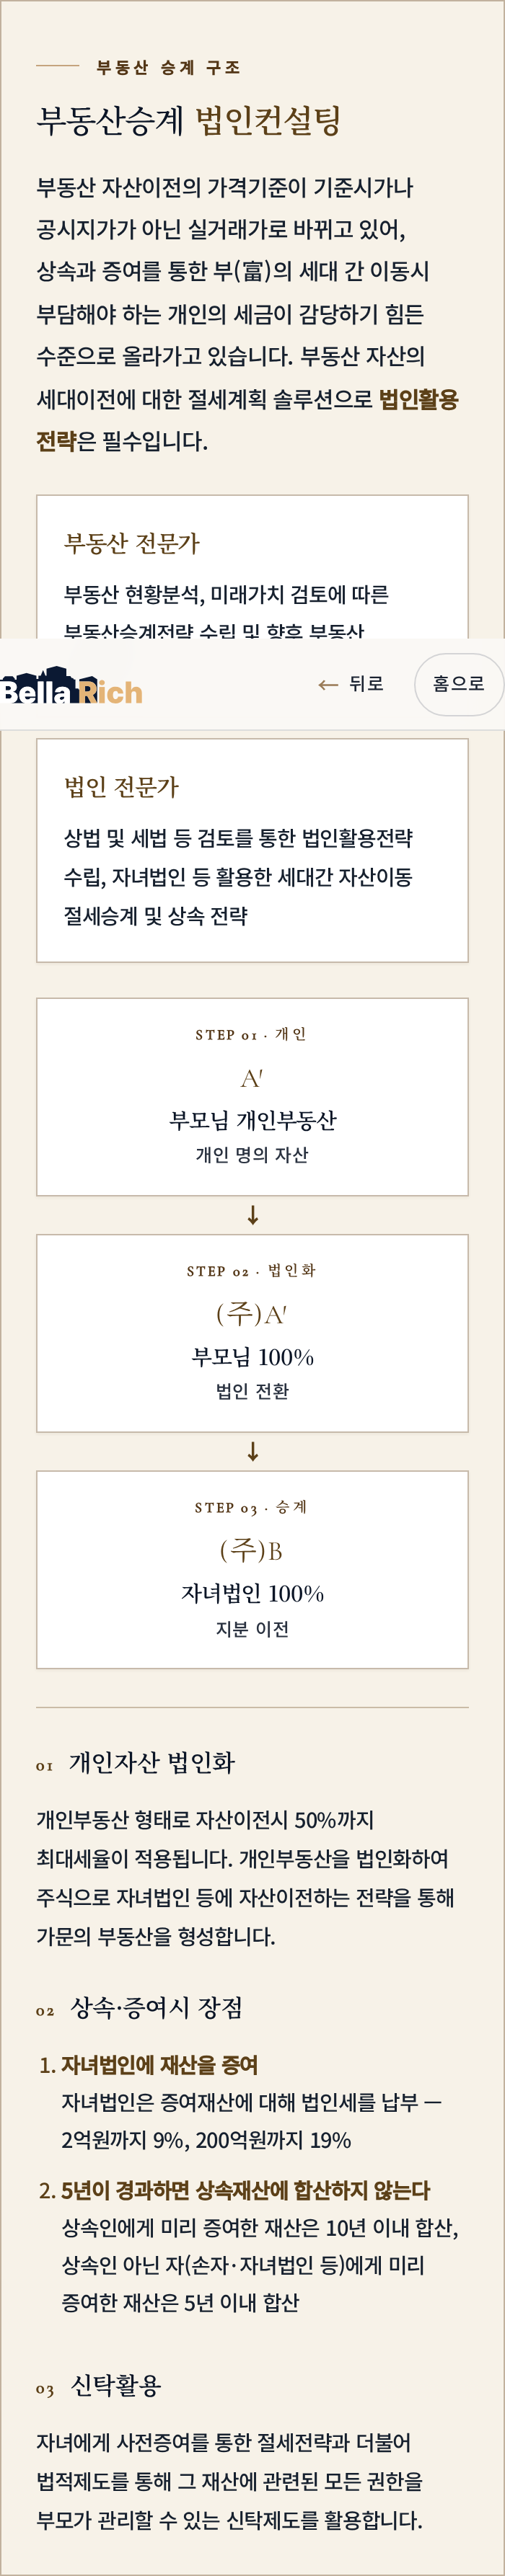 부동산 승계 구조
부동산승계 법인컨설팅
부동산 자산이전의 가격기준이 기준시가나
공시지가가 아닌 실거래가로 바뀌고 있어,
상속과 증여를 통한 부(富)의 세대 간 이동시
부담해야 하는 개인의 세금이 감당하기 힘든
수준으로 올라가고 있습니다. 부동산 자산의
세대이전에 대한 절세계획 솔루션으로 법인활용
전략은 필수입니다.
부동산 전문가
부동산 현황분석, 미래가치 검토에 따른
부동산승계전략 수립 및 향후 부동산
Bella Rich
← 뒤로
홈으로
법인 전문가
상법 및 세법 등 검토를 통한 법인활용전략
수립, 자녀법인 등 활용한 세대간 자산이동
절세승계 및 상속 전략
STEP 01 · 개인
A'
부모님 개인부동산
개인 명의 자산
↓
STEP 02 · 법인화
(주)A'
부모님 100%
법인 전환
↓
STEP 03 · 승계
(주)B
자녀법인 100%
지분 이전
01 개인자산 법인화
개인부동산 형태로 자산이전시 50%까지
최대세율이 적용됩니다. 개인부동산을 법인화하여
주식으로 자녀법인 등에 자산이전하는 전략을 통해
가문의 부동산을 형성합니다.
02 상속·증여시 장점
1. 자녀법인에 재산을 증여
자녀법인은 증여재산에 대해 법인세를 납부 —
2억원까지 9%, 200억원까지 19%
2. 5년이 경과하면 상속재산에 합산하지 않는다
상속인에게 미리 증여한 재산은 10년 이내 합산,
상속인 아닌 자(손자·자녀법인 등)에게 미리
증여한 재산은 5년 이내 합산
03 신탁활용
자녀에게 사전증여를 통한 절세전략과 더불어
법적제도를 통해 그 재산에 관련된 모든 권한을
부모가 관리할 수 있는 신탁제도를 활용합니다.